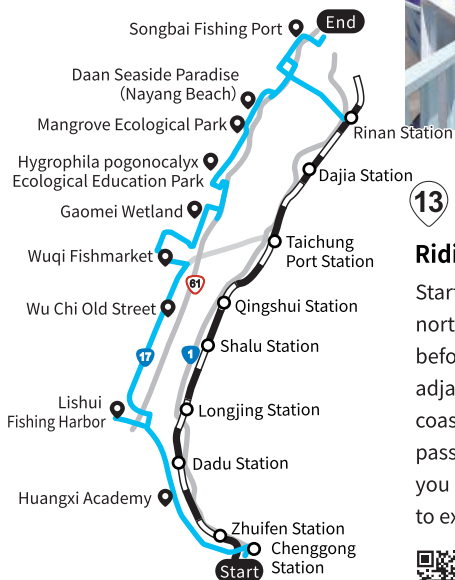 Songbai Fishing Port
End
Daan Seaside Paradise
(Nayang Beach)
Mangrove Ecological Park
Rinan Station
Hygrophila pogonocalyx
Ecological Education Park
Dajia Station
Gaomei Wetland
Taichung
Port Station
Wuqi Fishmarket
61
Qingshui Station
Wu Chi Old Street
17
1
Shalu Station
Lishui
Fishing Harbor
Longjing Station
Dadu Station
Huangxi Academy
Zhuifen Station
Chenggong
Station
Start
13
Ridi
Start
nort
befo
adja
coas
pass
you
to ex